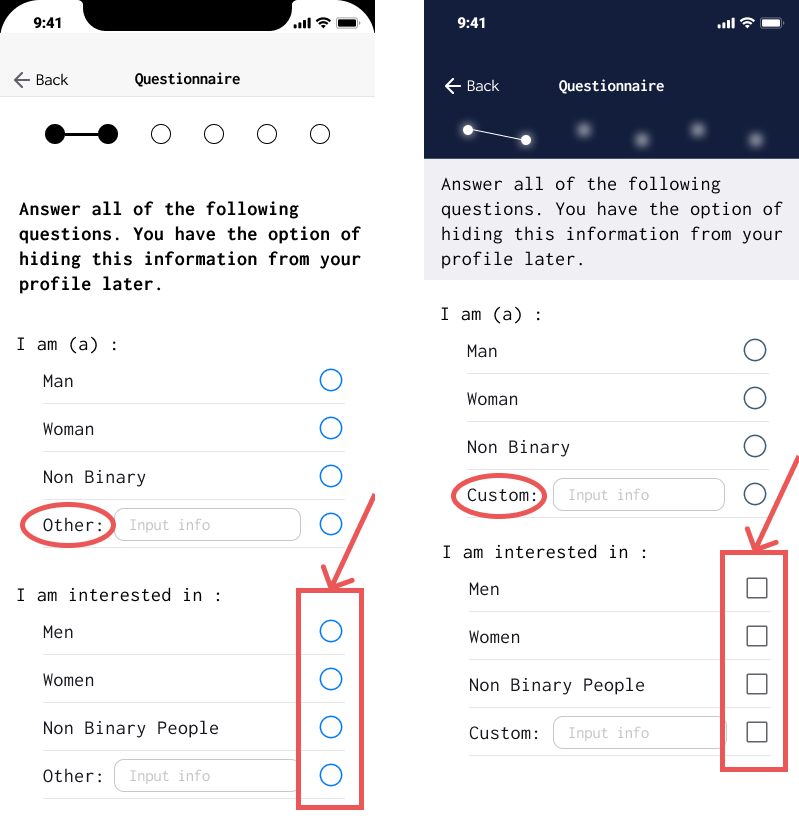 9:41
Back
Questionnaire
Answer all of the following
questions. You have the option of
hiding this information from your
profile later.
I am (a) :
Man
Woman
Non Binary
Other: Input info
I am interested in :
Men
Women
Non Binary People
Other: Input info
9:41
Back
Questionnaire
Answer all of the following
questions. You have the option of
hiding this information from your
profile later.
I am (a) :
Man
Woman
Non Binary
Custom: Input info
I am interested in :
Men
Women
Non Binary People
Custom: Input info